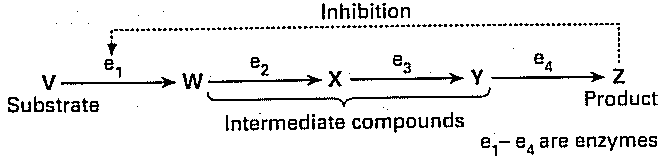 Inhibition
e1 e2 e3 e4
V W X Y Z
Substrate Product
Intermediate compounds
e1–e4 are enzymes